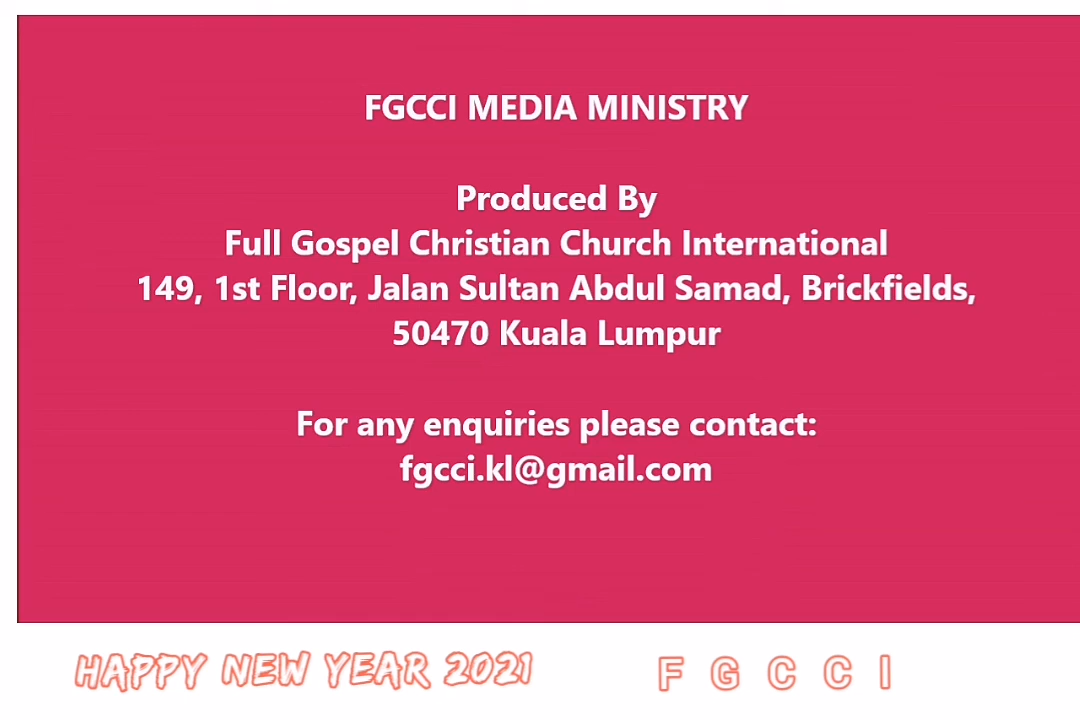 FGCCI MEDIA MINISTRY
Produced By
Full Gospel Christian Church International
149, 1st Floor, Jalan Sultan Abdul Samad, Brickfields,
50470 Kuala Lumpur
For any enquiries please contact:
fgcci.kl@gmail.com
HAPPY NEW YEAR 2021 F G C C I